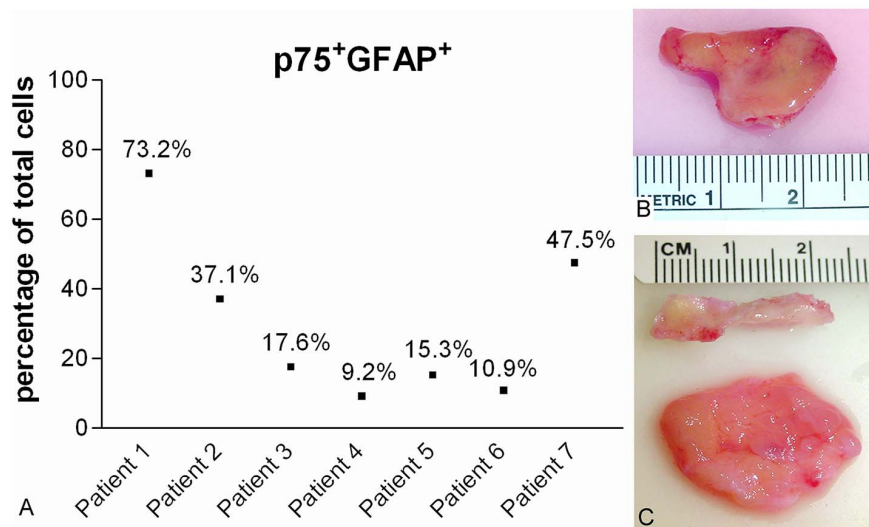 p75+GFAP+
percentage of total cells
100
80
60
40
20
0
73.2%
37.1%
17.6%
9.2%
15.3%
10.9%
47.5%
Patient 1
Patient 2
Patient 3
Patient 4
Patient 5
Patient 6
Patient 7
A
ETRIC 1 2
B
CM 1 2
C